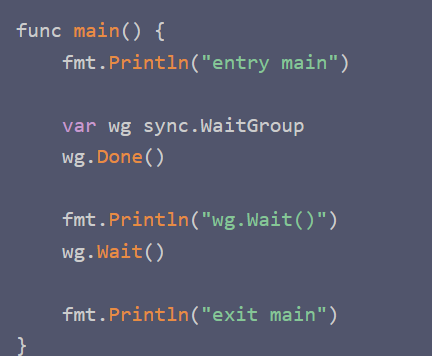 func main() {
    fmt.Println("entry main")
    var wg sync.WaitGroup
    wg.Done()
    fmt.Println("wg.Wait()")
    wg.Wait()
    fmt.Println("exit main")
}